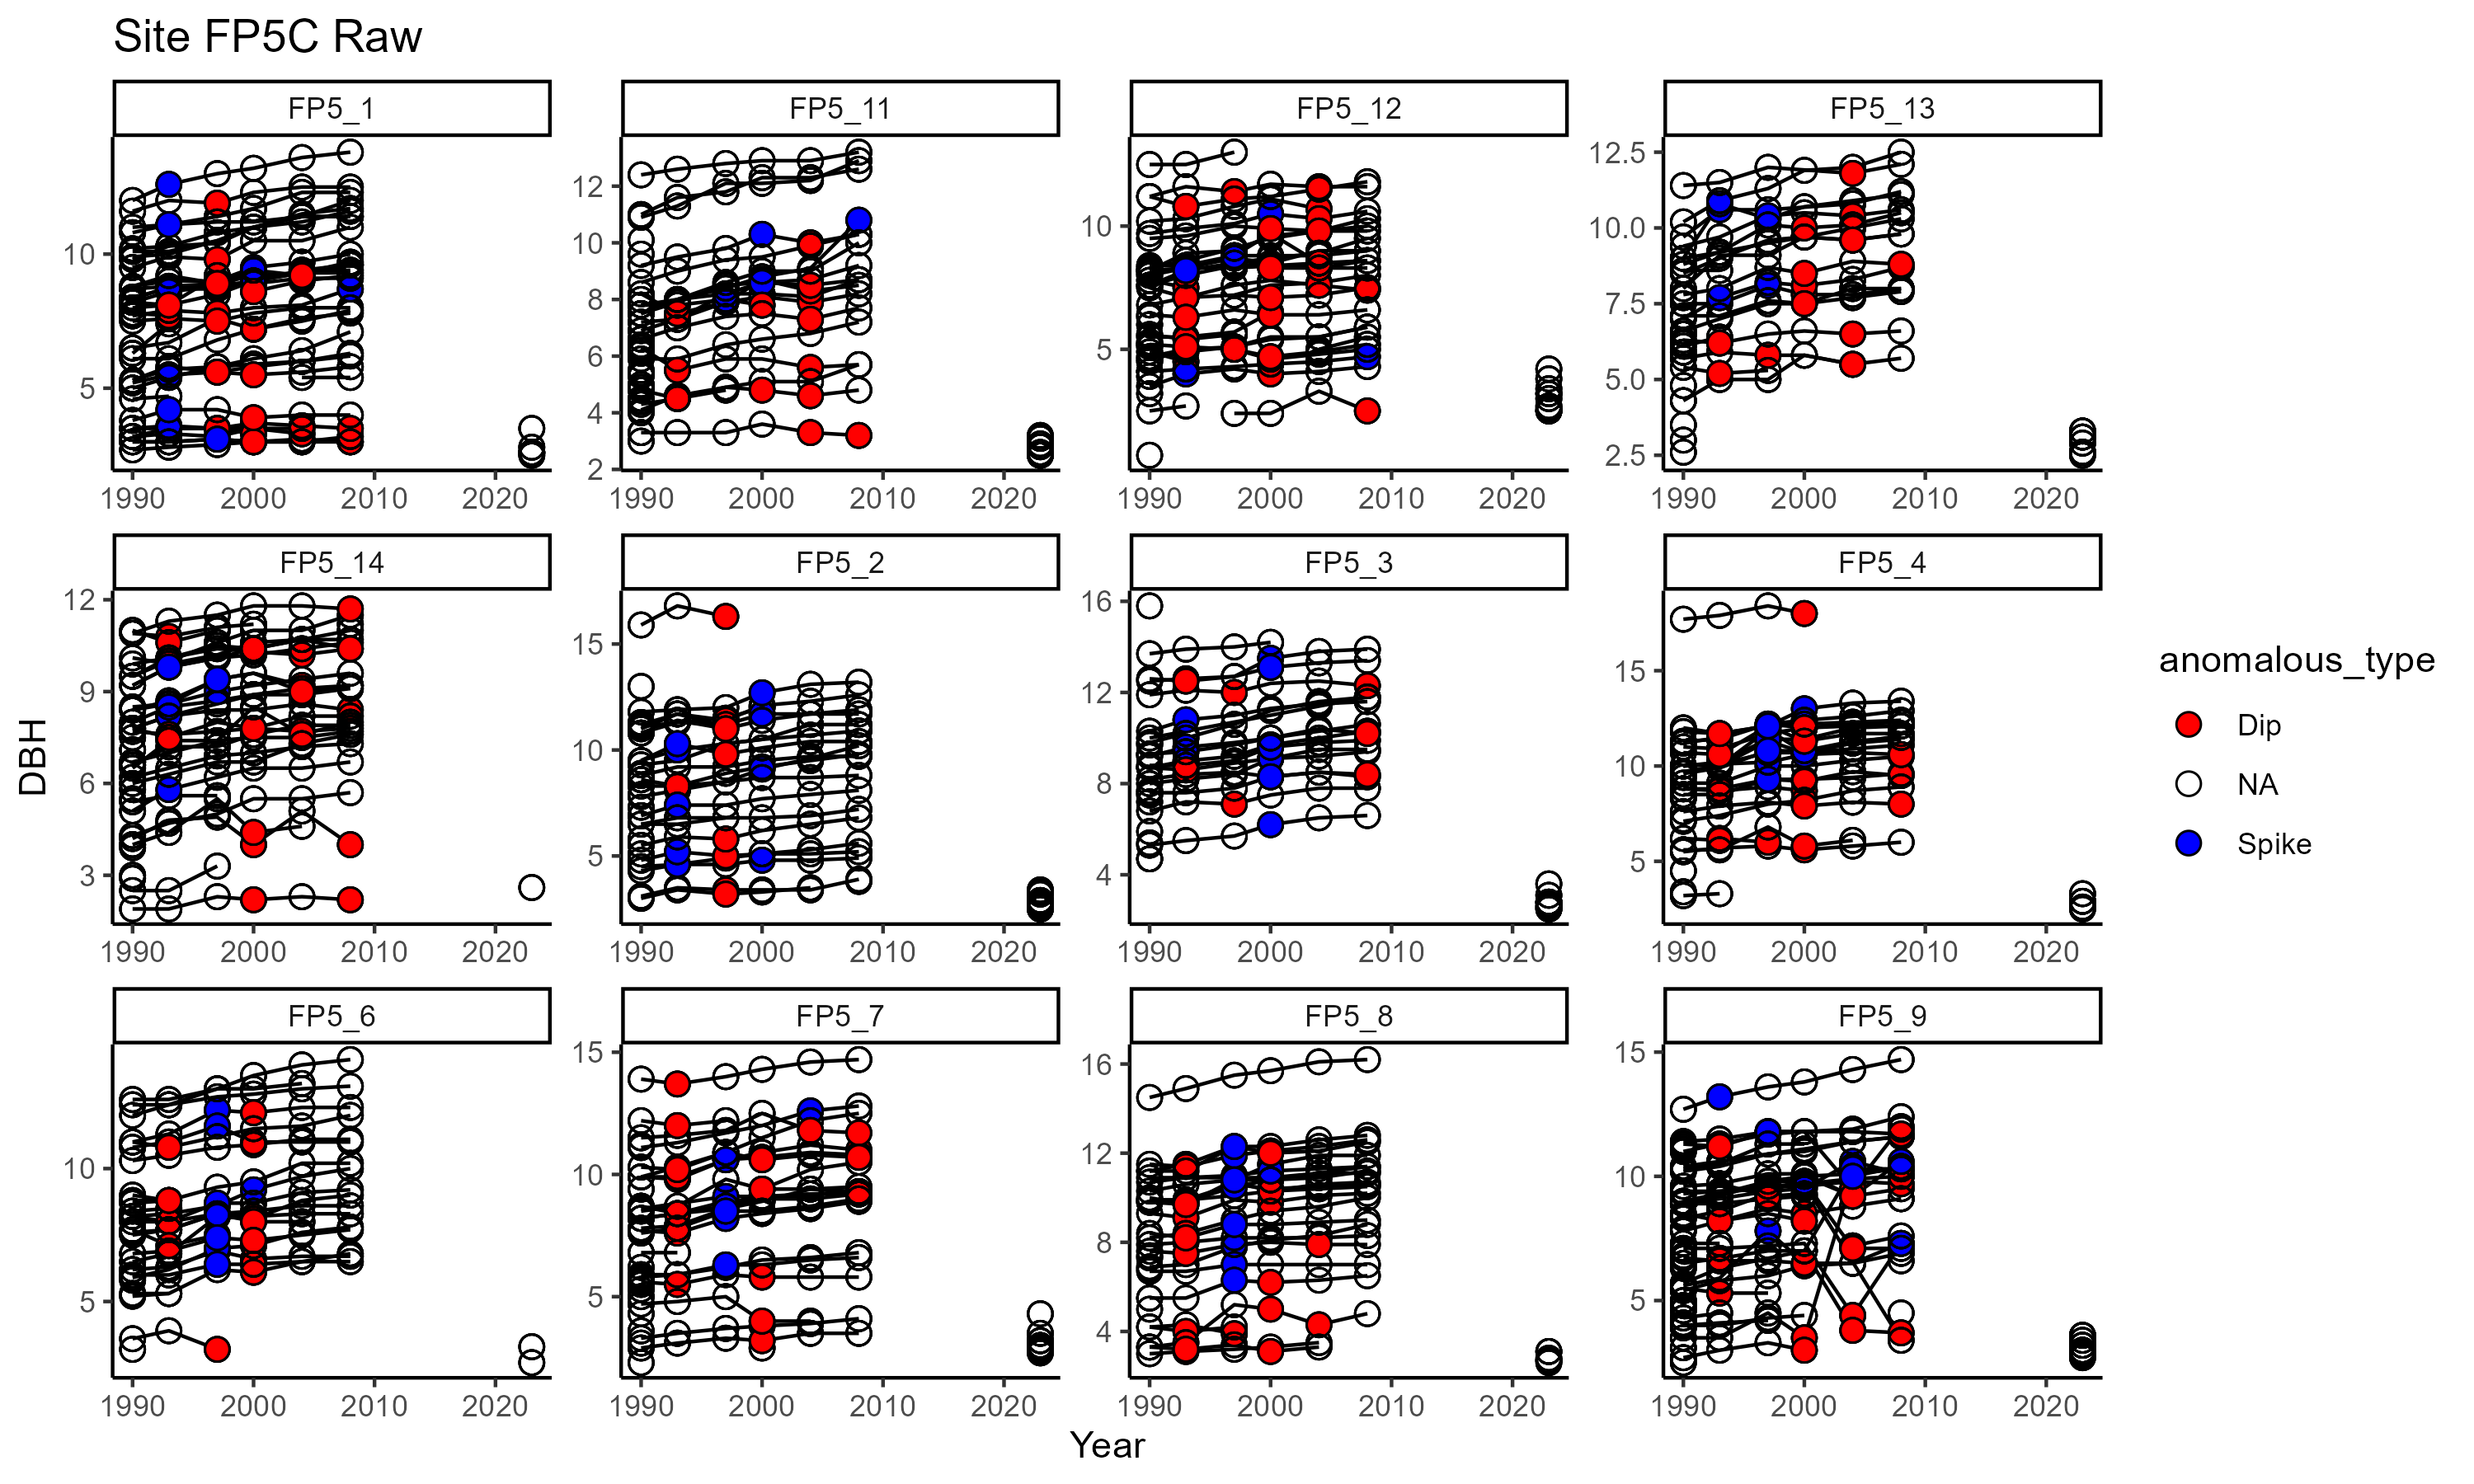 Site FP5C Raw
FP5_1
FP5_11
FP5_12
FP5_13
10
5
12
10
8
6
4
2
10
5
12.5
10.0
7.5
5.0
2.5
1990 2000 2010 2020
1990 2000 2010 2020
1990 2000 2010 2020
1990 2000 2010 2020
FP5_14
FP5_2
FP5_3
FP5_4
DBH
12
9
6
3
15
10
5
16
12
8
4
15
10
5
1990 2000 2010 2020
1990 2000 2010 2020
1990 2000 2010 2020
1990 2000 2010 2020
anomalous_type
Dip
NA
Spike
FP5_6
FP5_7
FP5_8
FP5_9
10
5
15
10
5
16
12
8
4
15
10
5
1990 2000 2010 2020
1990 2000 2010 2020
1990 2000 2010 2020
1990 2000 2010 2020
Year